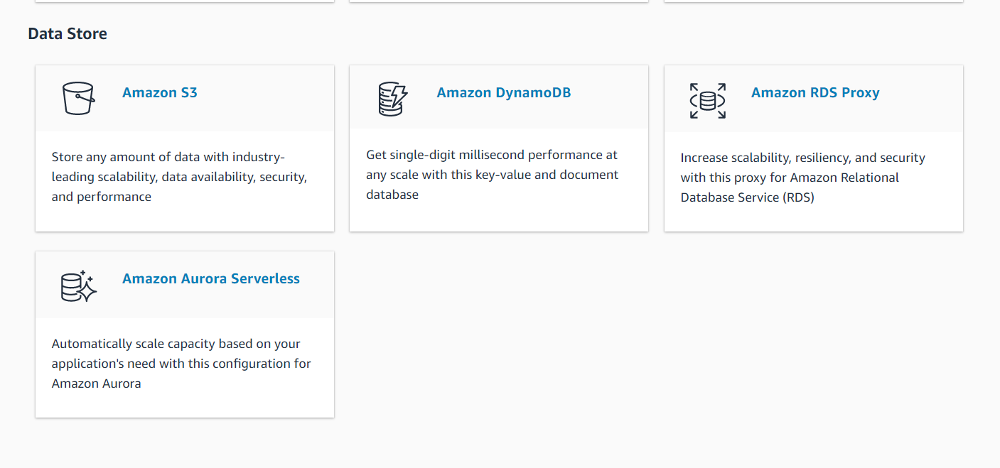 Data Store
Amazon S3
Store any amount of data with industry-
leading scalability, data availability, security,
and performance
Amazon DynamoDB
Get single-digit millisecond performance at
any scale with this key-value and document
database
Amazon RDS Proxy
Increase scalability, resiliency, and security
with this proxy for Amazon Relational
Database Service (RDS)
Amazon Aurora Serverless
Automatically scale capacity based on your
application's need with this configuration for
Amazon Aurora